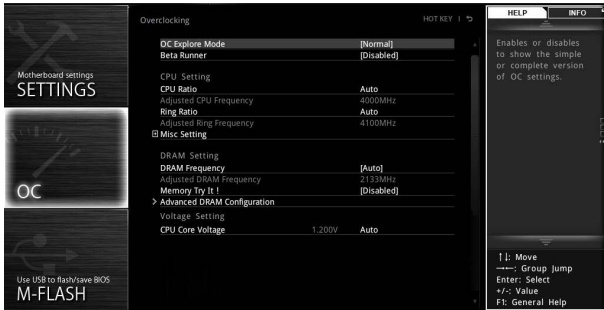 Motherboard settings
SETTINGS
OC
Use USB to flash/save BIOS
M-FLASH
Overclocking
HOT KEY |
OC Explore Mode [Normal]
Beta Runner [Disabled]
CPU Setting
CPU Ratio Auto
Adjusted CPU Frequency 4000MHz
Ring Ratio Auto
Adjusted Ring Frequency 4100MHz
Misc Setting
DRAM Setting
DRAM Frequency [Auto]
Adjusted DRAM Frequency 2133MHz
Memory Try It ! [Disabled]
> Advanced DRAM Configuration
Voltage Setting
CPU Core Voltage 1.200V Auto
HELP
INFO
Enables or disables
to show the simple
or complete version
of OC settings.
↑↓: Move
→←: Group Jump
Enter: Select
+/-: Value
F1: General Help